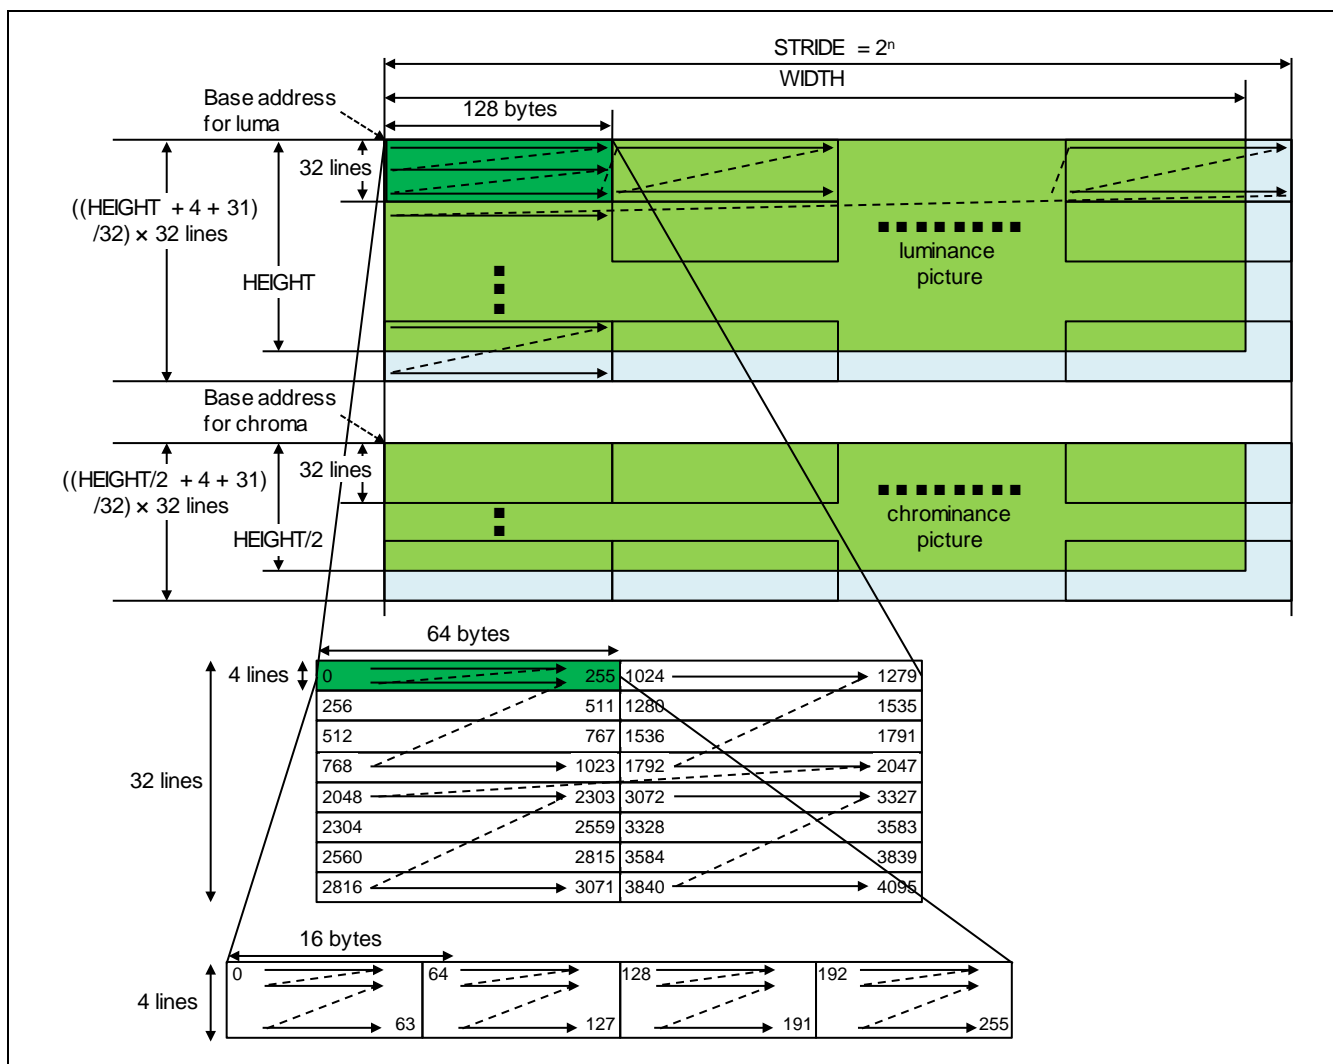 STRIDE = 2ⁿ
WIDTH
Base address
for luma
128 bytes
32 lines
((HEIGHT + 4 + 31)
/32) × 32 lines
HEIGHT
luminance
picture
Base address
for chroma
32 lines
((HEIGHT/2 + 4 + 31)
/32) × 32 lines
HEIGHT/2
chrominance
picture
64 bytes
4 lines
0 255 1024 1279
256 511 1280 1535
512 767 1536 1791
768 1023 1792 2047
32 lines
2048 2303 3072 3327
2304 2559 3328 3583
2560 2815 3584 3839
2816 3071 3840 4095
16 bytes
4 lines
0 64 128 192
63 127 191 255